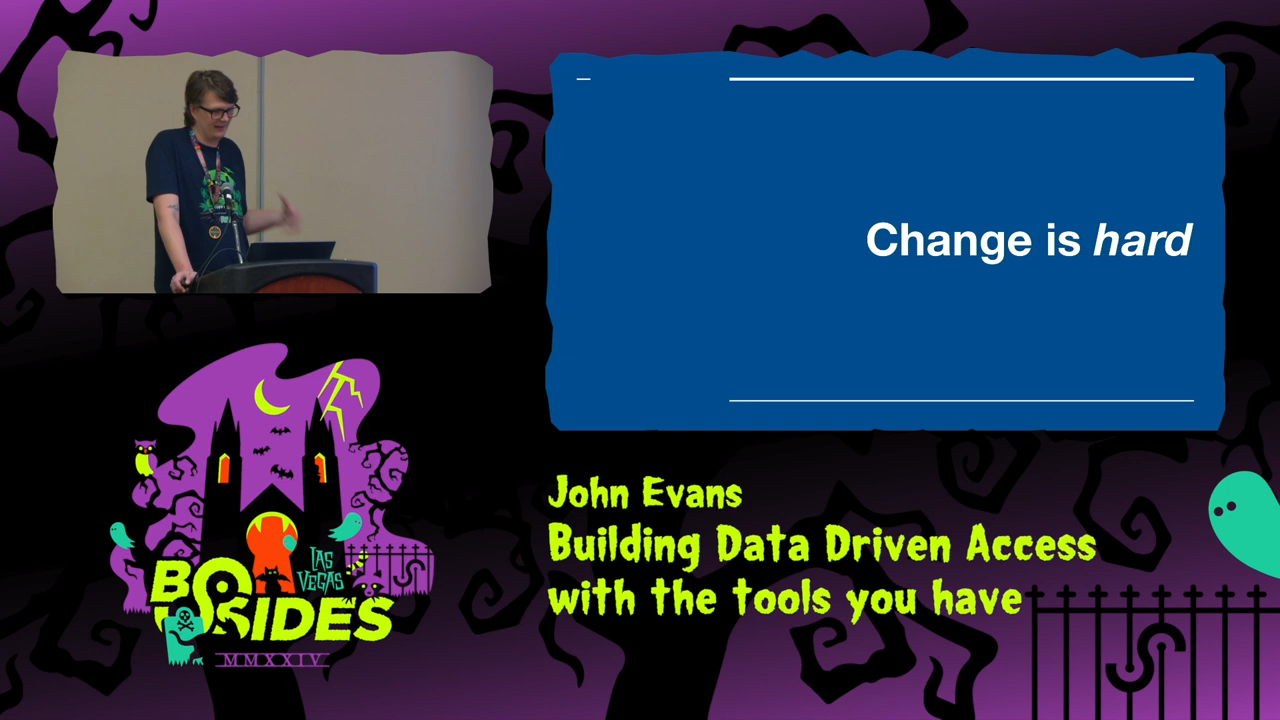 Change is hard
John Evans
Building Data Driven Access
with the tools you have
LAS
VEGAS
BSIDES
MMXXIV